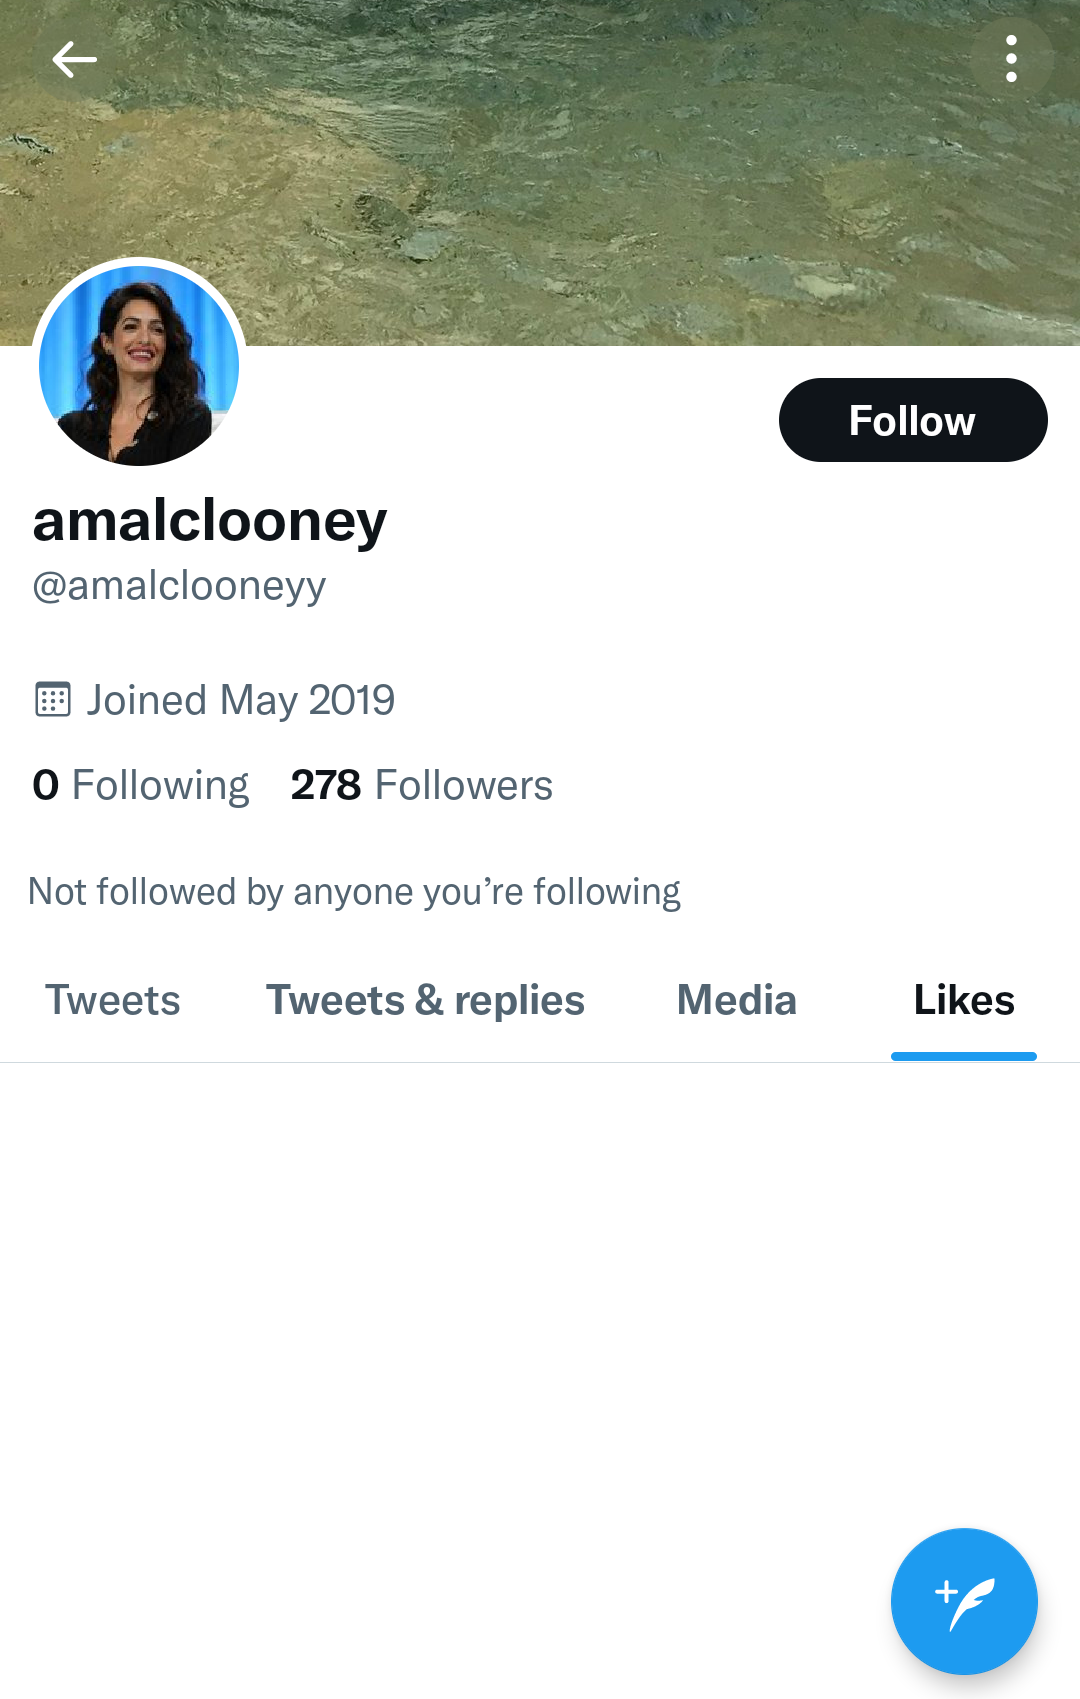 Follow
amalclooney
@amalclooneyy
Joined May 2019
0 Following 278 Followers
Not followed by anyone you’re following
Tweets Tweets & replies Media Likes